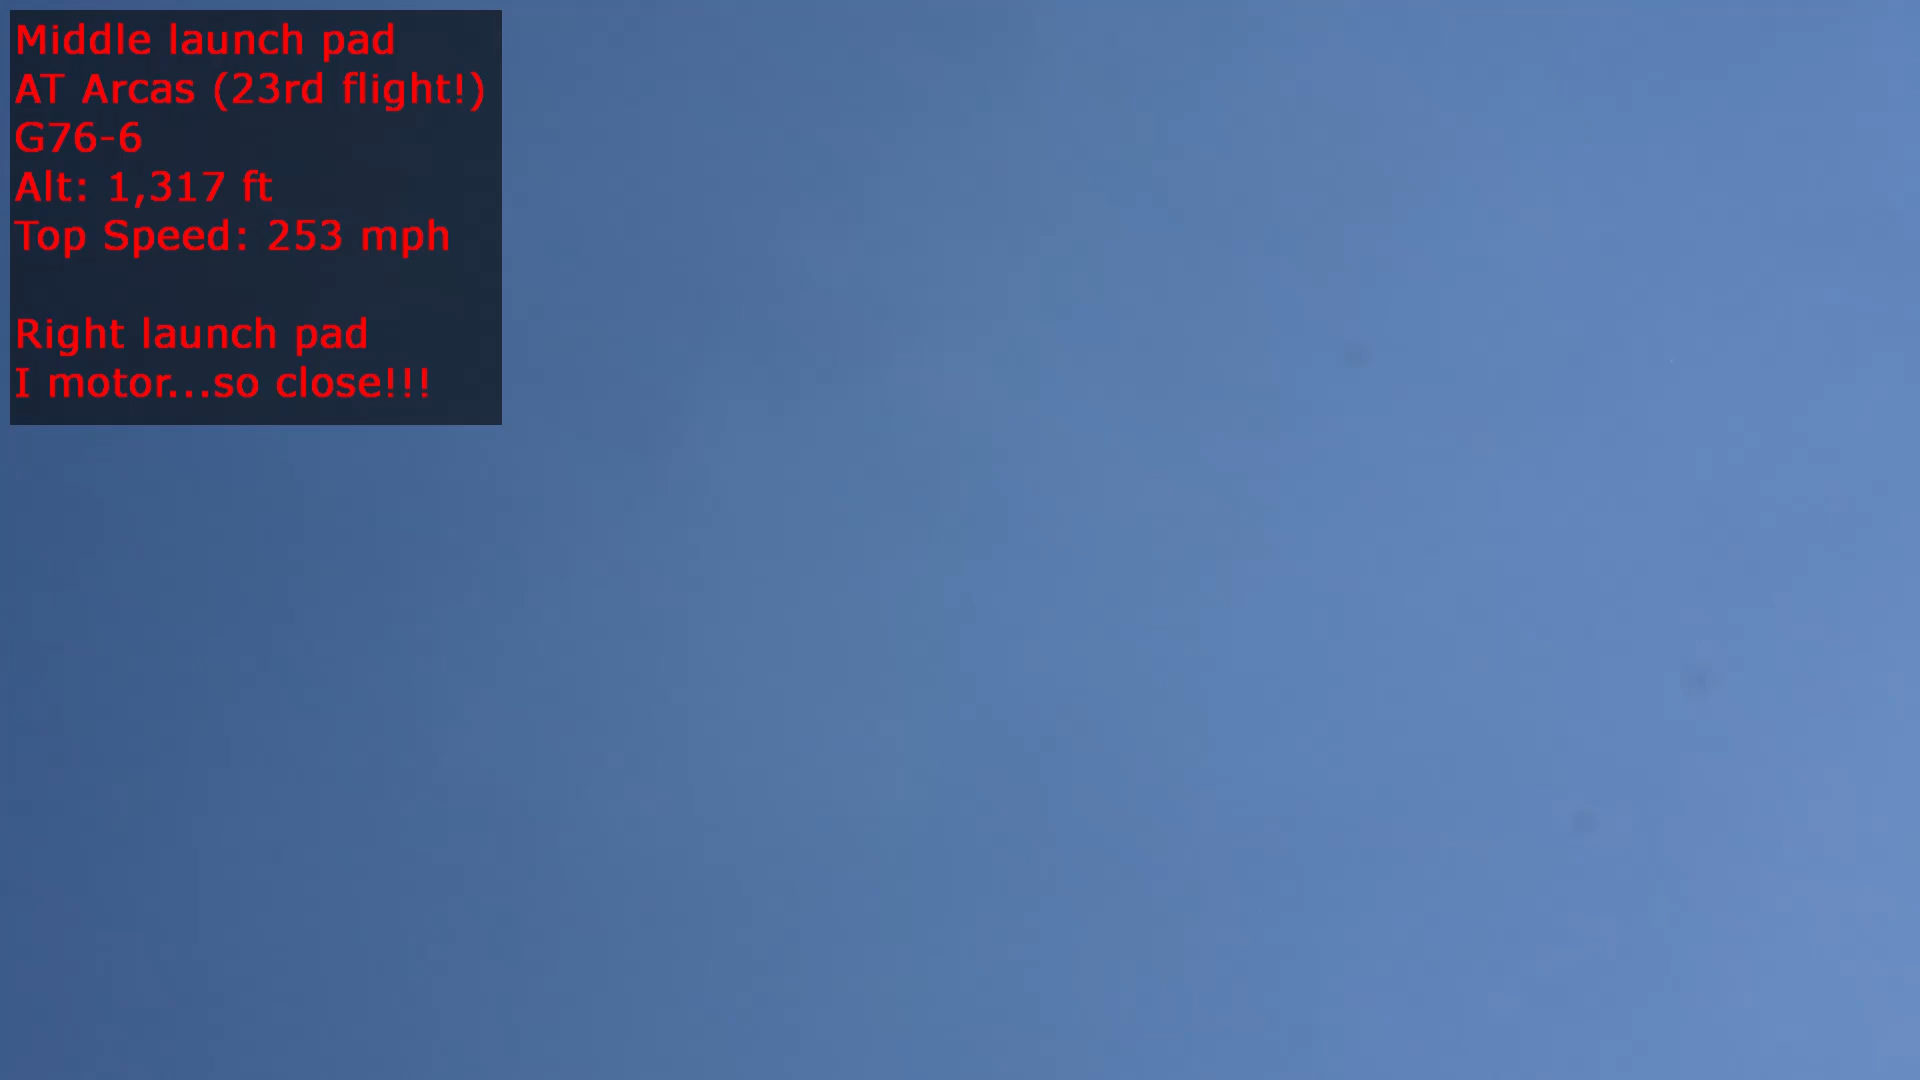 Middle launch pad
AT Arcas (23rd flight!)
G76-6
Alt: 1,317 ft
Top Speed: 253 mph
Right launch pad
I motor...so close!!!